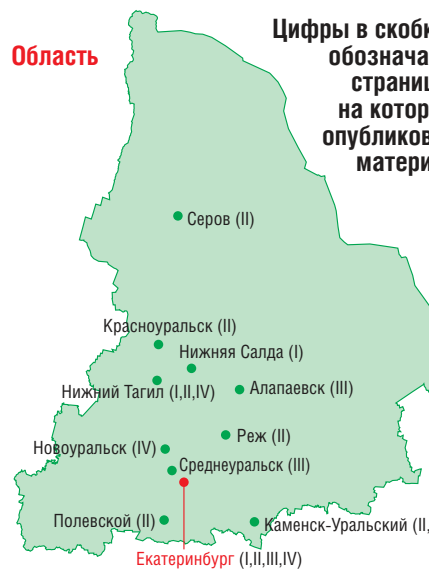 Область
Цифры в скобк
обознача
страниц
на котор
опубликов
матери
Серов (II)
Красноуральск (II)
Нижняя Салда (I)
Нижний Тагил (I,II,IV)
Алапаевск (III)
Реж (II)
Новоуральск (IV)
Среднеуральск (III)
Полевской (II)
Каменск-Уральский (II,
Екатеринбург (I,II,III,IV)